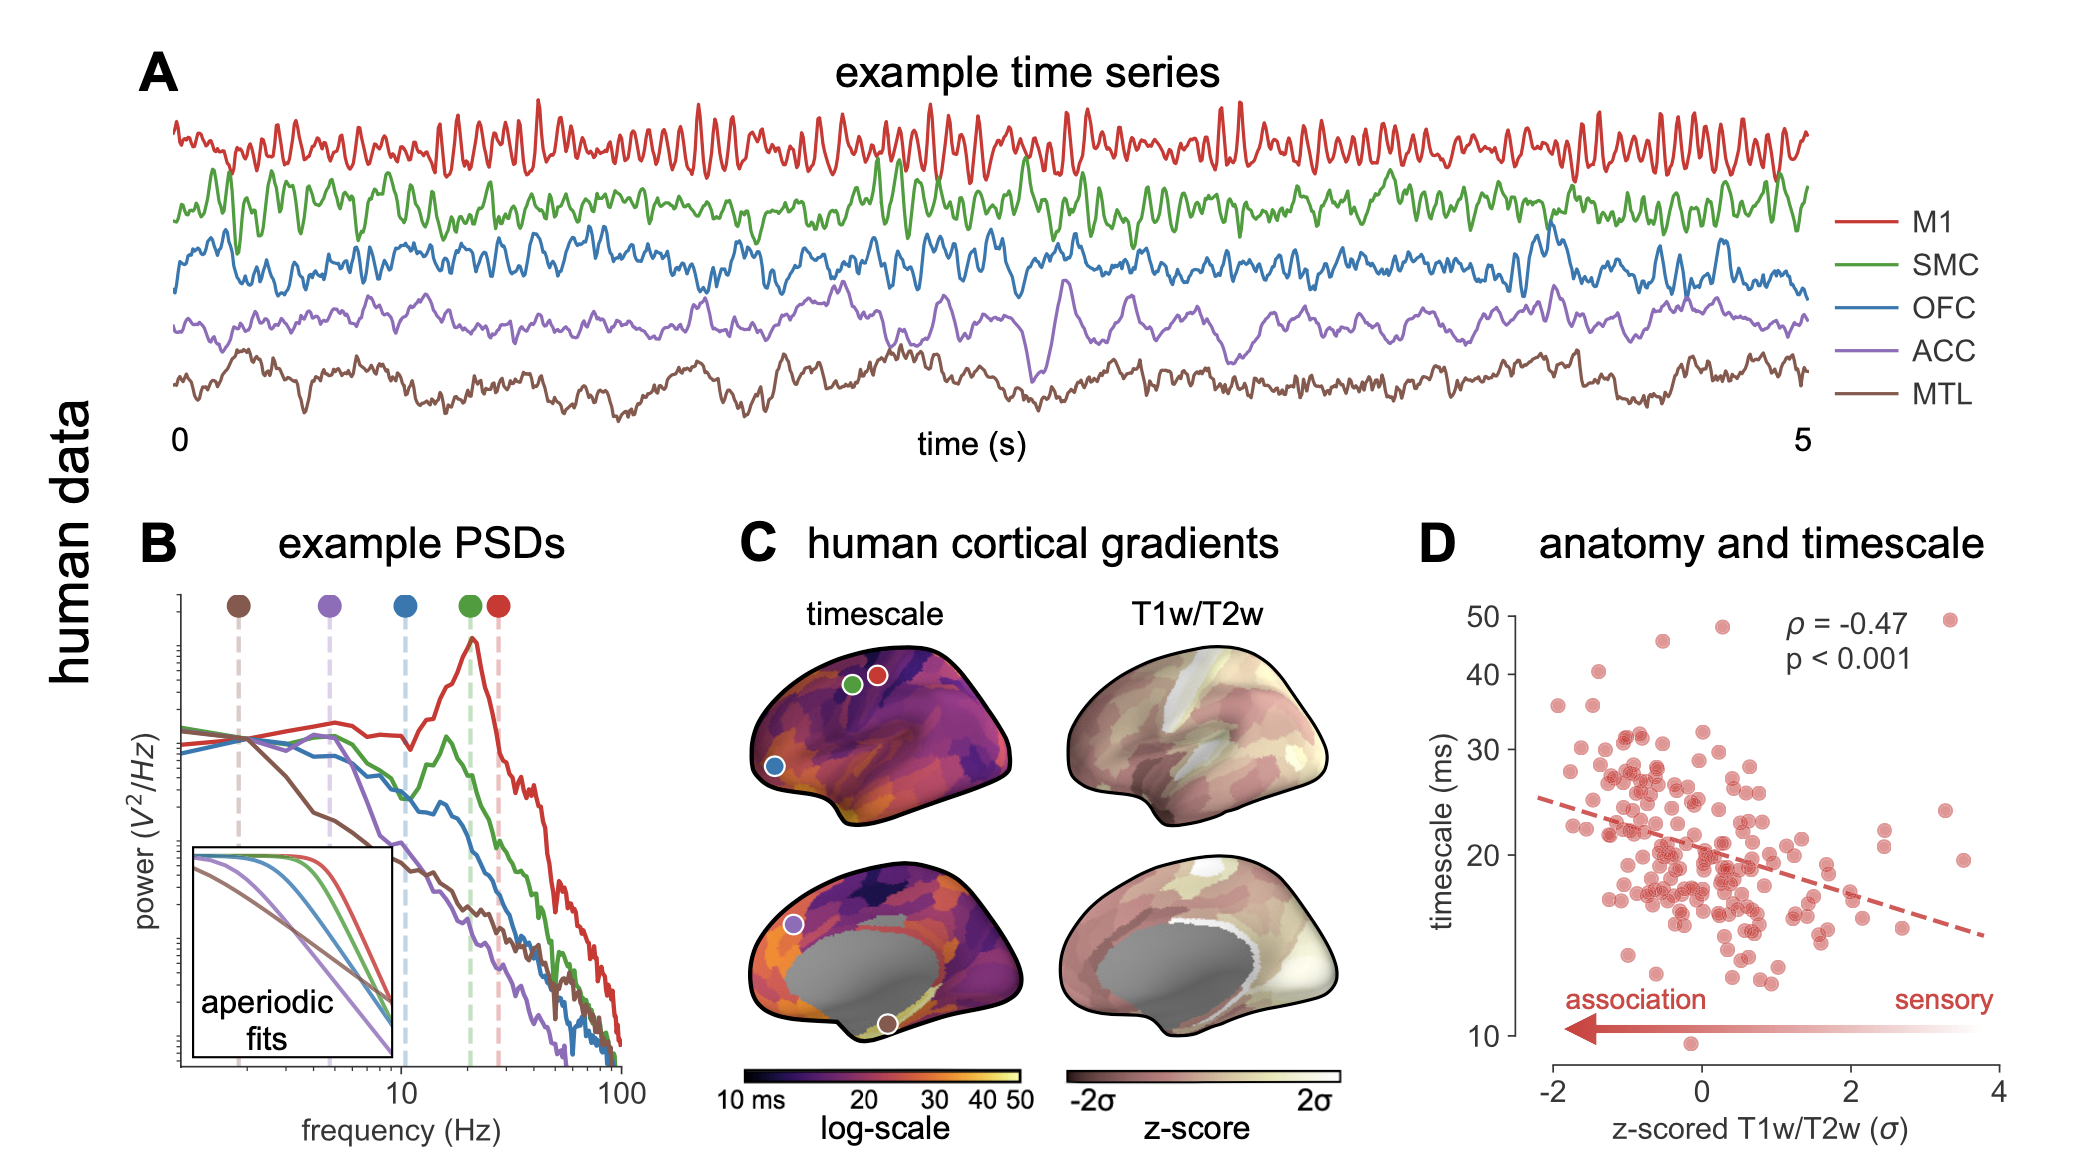 human data
A
example time series
M1
SMC
OFC
ACC
MTL
0
time (s)
5
B
example PSDs
power (V²/Hz)
aperiodic
fits
10
100
frequency (Hz)
C
human cortical gradients
timescale
T1w/T2w
10 ms
20
30
40
50
log-scale
-2σ
2σ
z-score
D
anatomy and timescale
50
40
30
20
10
timescale (ms)
ρ = -0.47
p < 0.001
association
sensory
-2
0
2
4
z-scored T1w/T2w (σ)